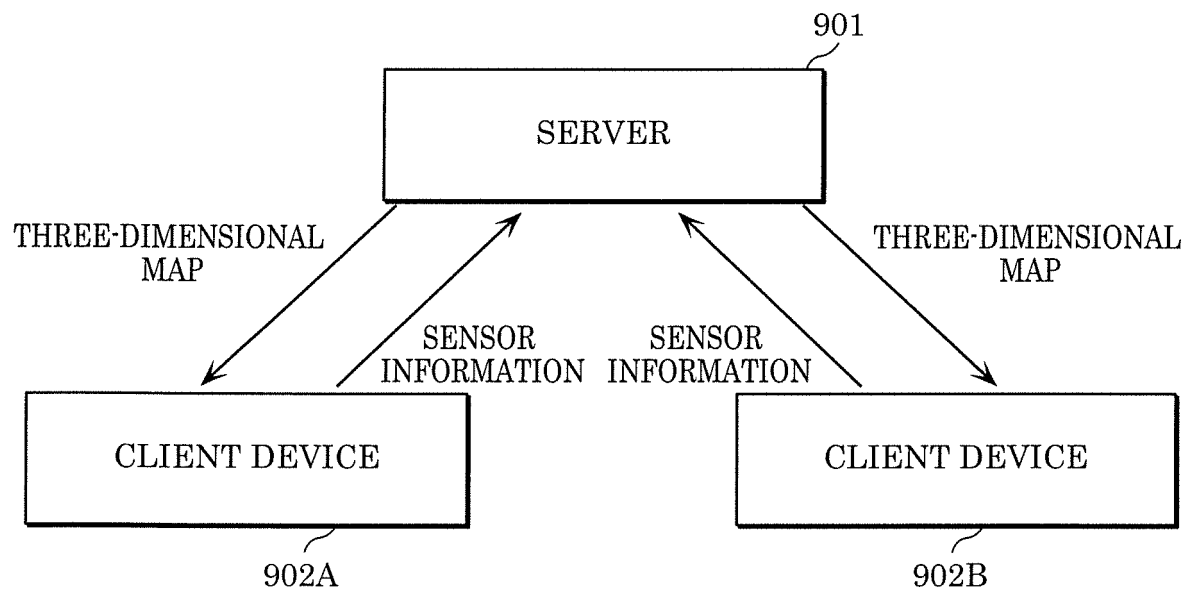 901
SERVER
THREE-DIMENSIONAL
MAP
THREE-DIMENSIONAL
MAP
SENSOR
INFORMATION
SENSOR
INFORMATION
CLIENT DEVICE
CLIENT DEVICE
902A
902B